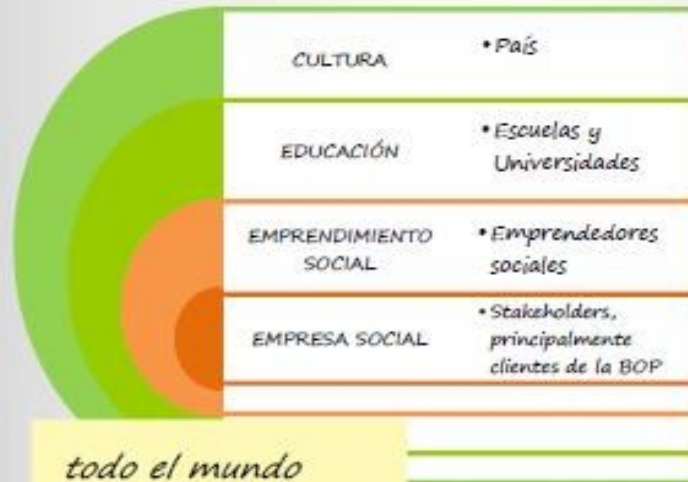 CULTURA
• País
EDUCACIÓN
• Escuelas y
Universidades
EMPRENDIMIENTO
SOCIAL
• Emprendedores
sociales
EMPRESA SOCIAL
• Stakeholders,
principalmente
clientes de la BOP
todo el mundo